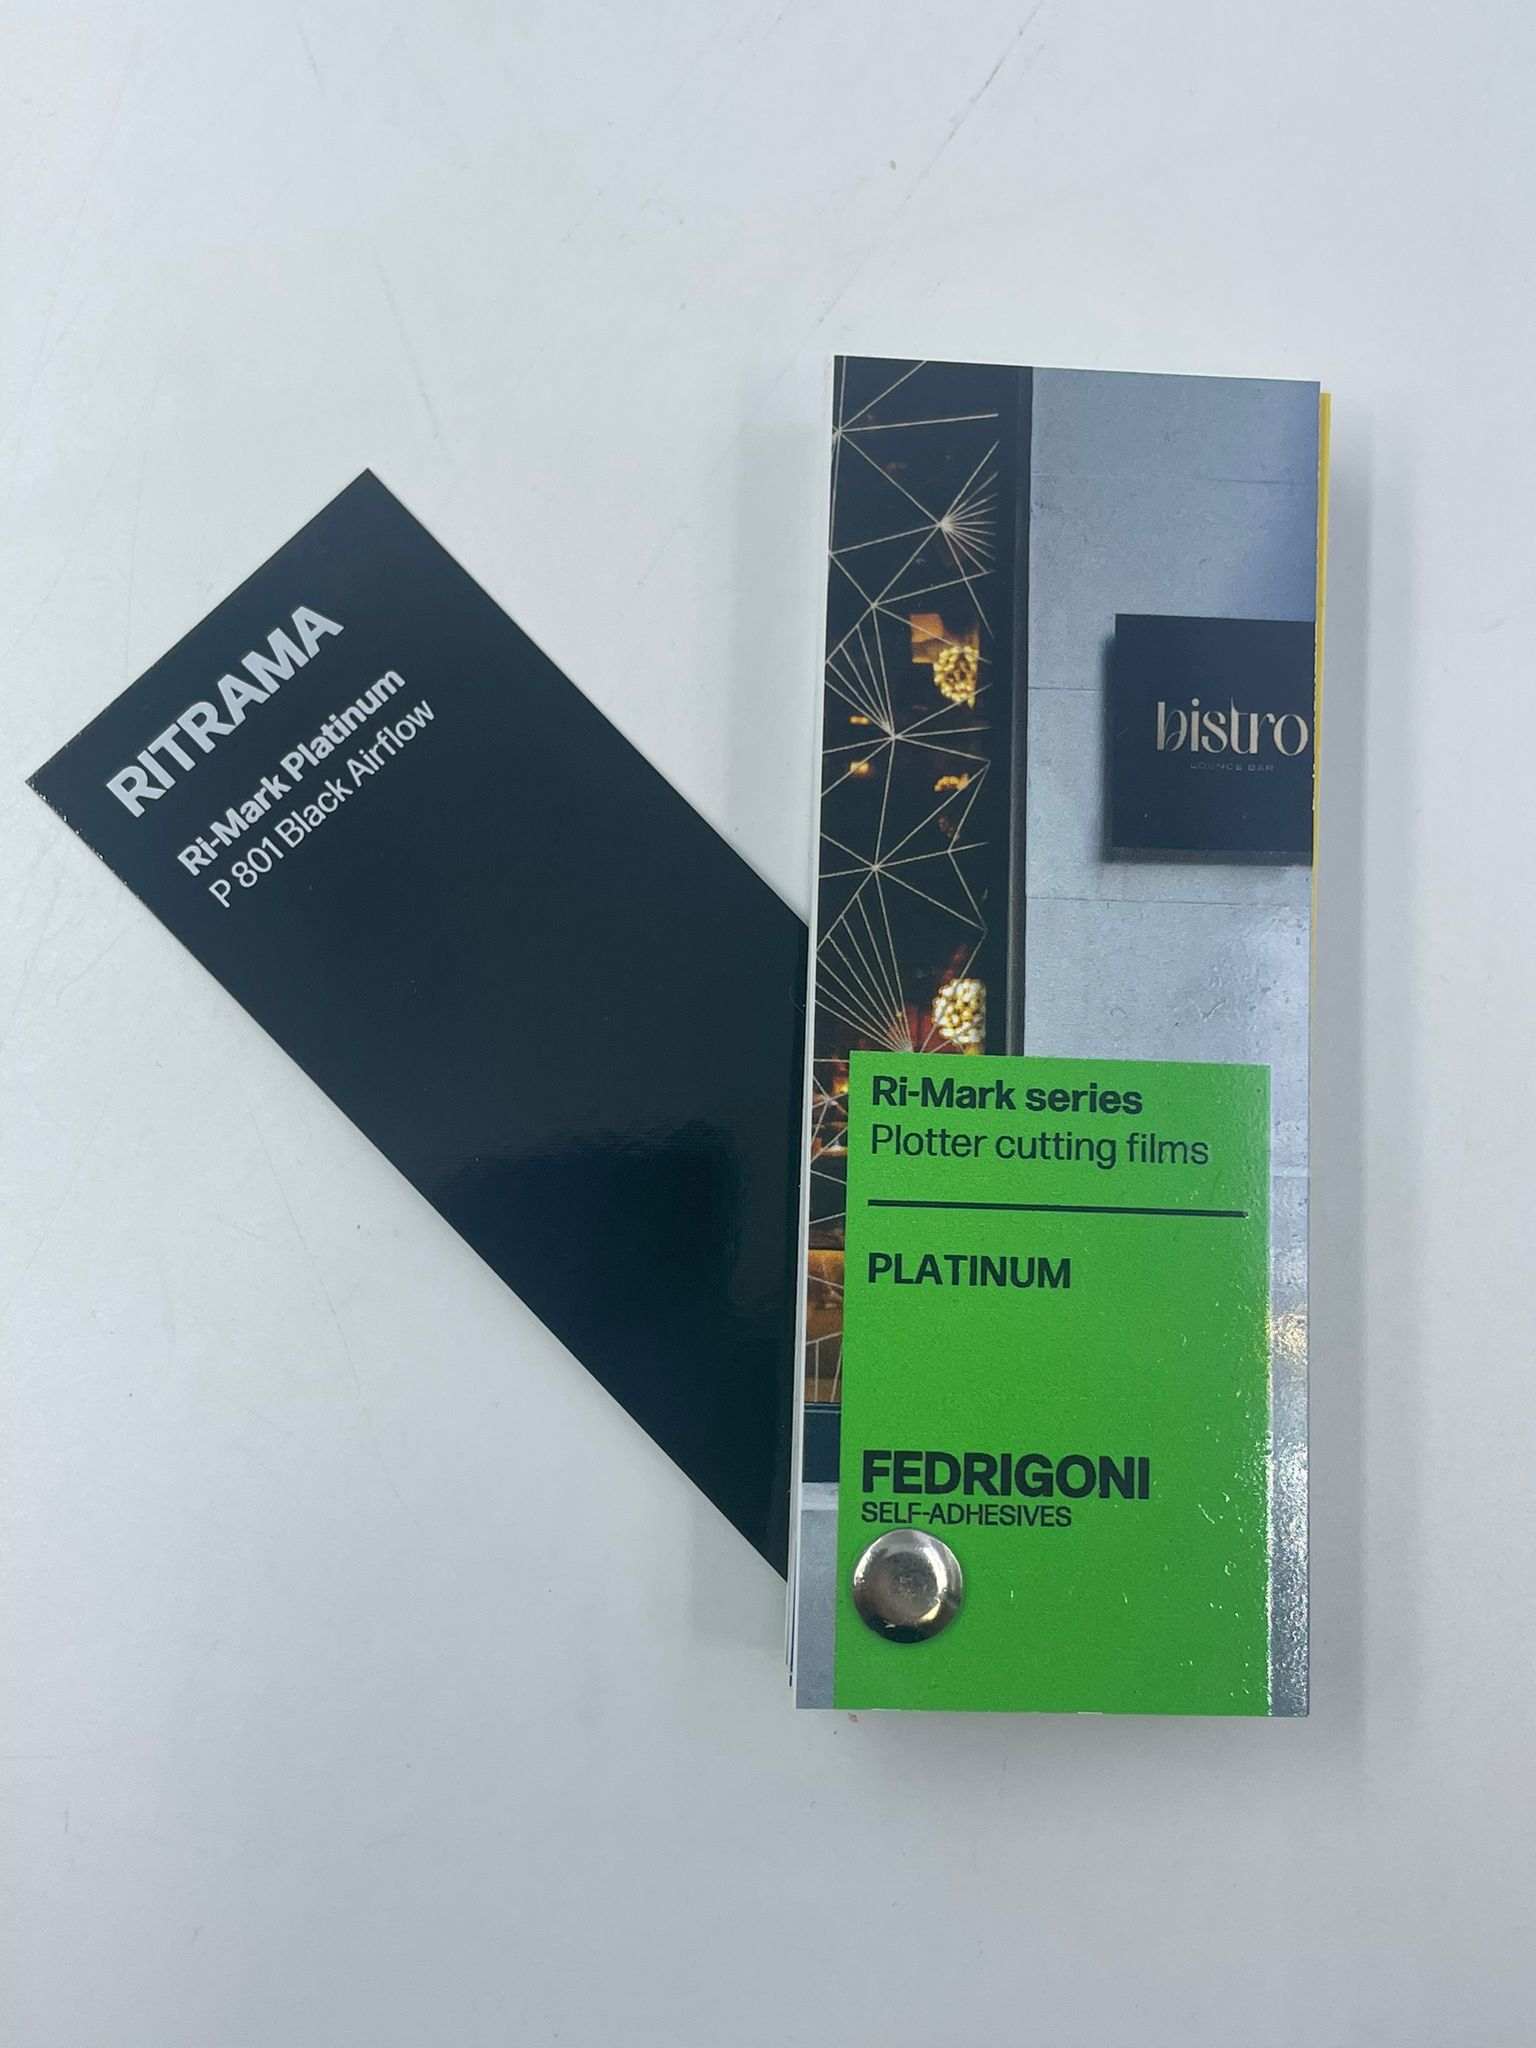 RITRAMA
Ri-Mark Platinum
P 801 Black Airflow
bistro
LOUNGE BAR
Ri-Mark series
Plotter cutting films
PLATINUM
FEDRIGONI
SELF-ADHESIVES